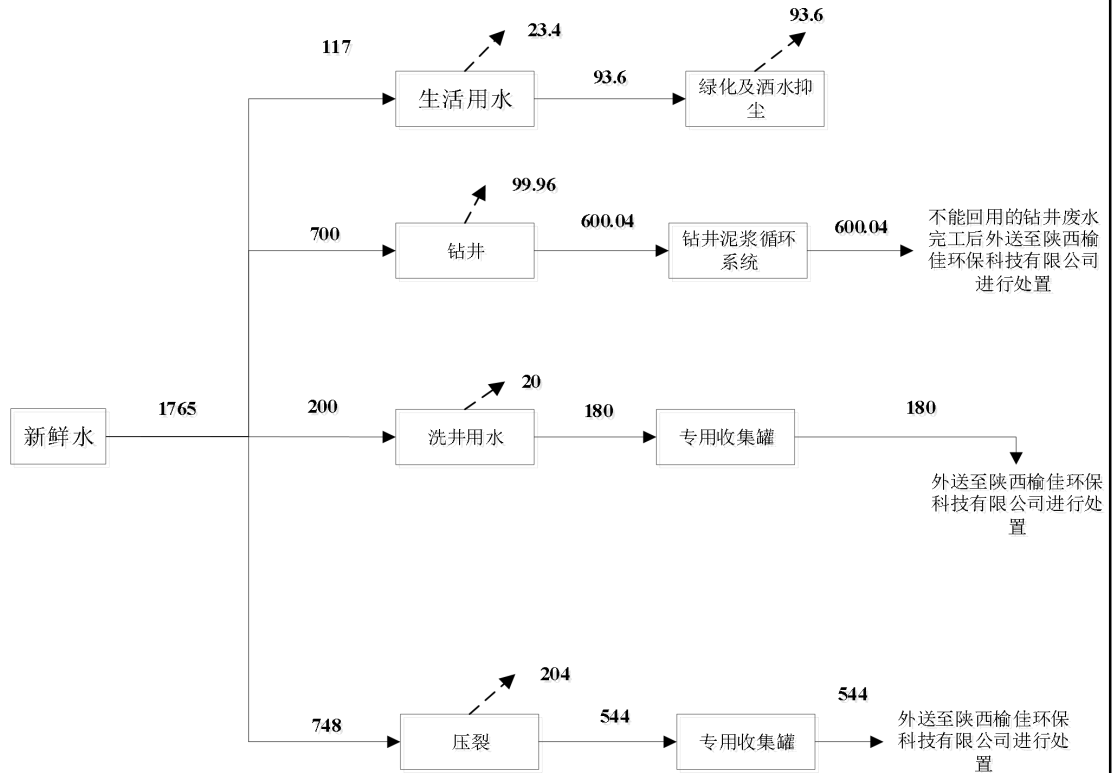 117
23.4
93.6
生活用水
93.6
绿化及洒水抑
尘
700
99.96
钻井
600.04
钻井泥浆循环
系统
600.04
不能回用的钻井废水
完工后外送至陕西榆
佳环保科技有限公司
进行处置
新鲜水
1765
200
20
洗井用水
180
专用收集罐
180
外送至陕西榆佳环保
科技有限公司进行处
置
748
204
压裂
544
专用收集罐
544
外送至陕西榆佳环保
科技有限公司进行处
置